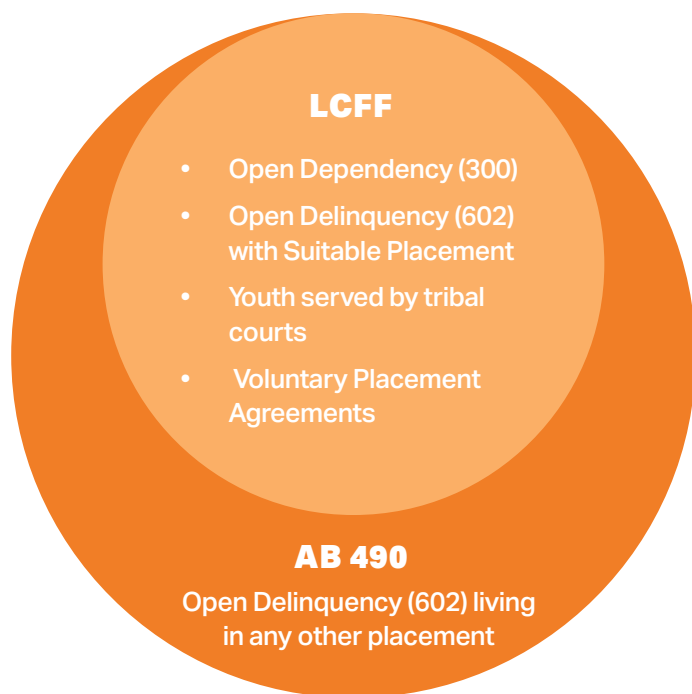 LCFF
• Open Dependency (300)
• Open Delinquency (602)
with Suitable Placement
• Youth served by tribal
courts
• Voluntary Placement
Agreements
AB 490
Open Delinquency (602) living
in any other placement